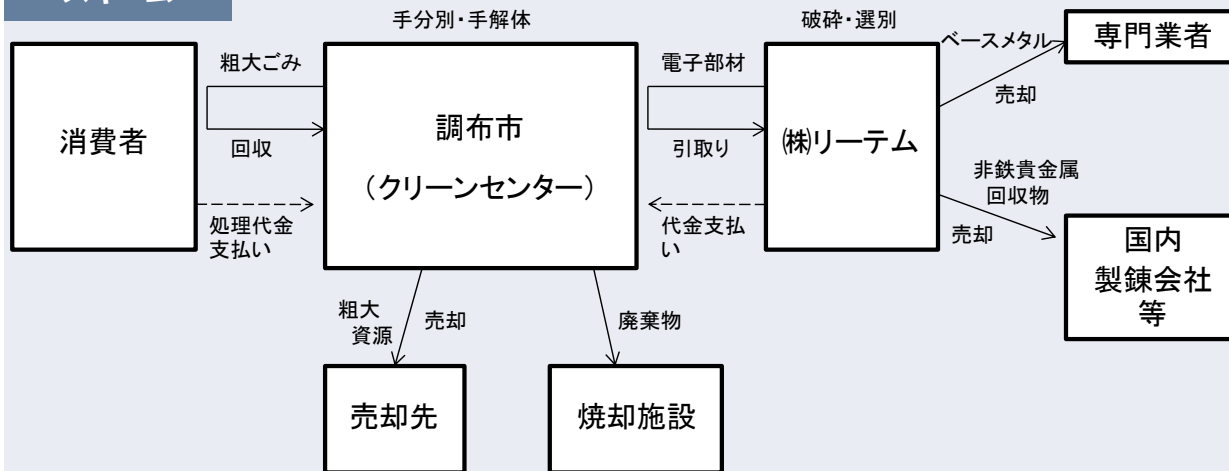 スキーム
手分別・手解体
破砕・選別
粗大ごみ
電子部材
ベースメタル
専門業者
売却
消費者
回収
調布市
（クリーンセンター）
引取り
㈱リーテム
非鉄貴金属
回収物
処理代金
支払い
代金支払
い
売却
国内
製錬会社
等
粗大
資源
売却
廃棄物
売却先
焼却施設